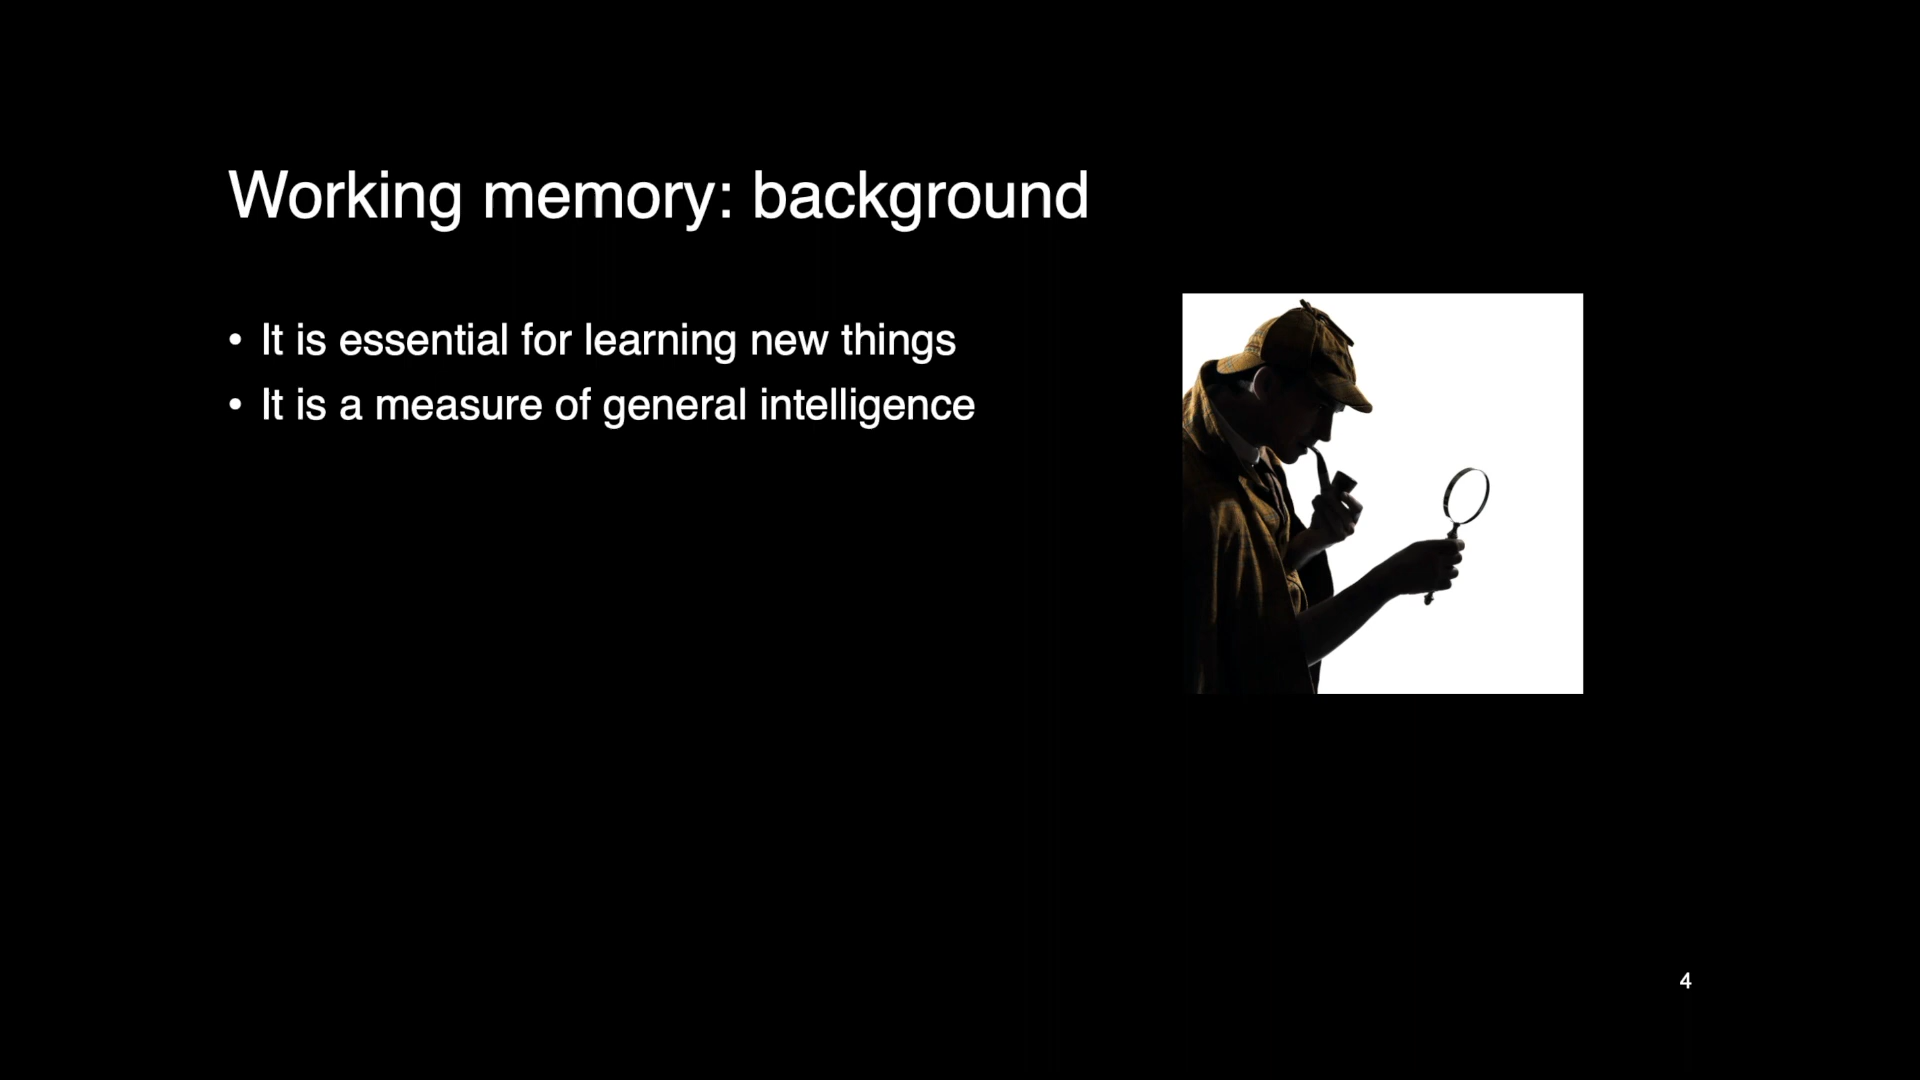 Working memory: background
• It is essential for learning new things
• It is a measure of general intelligence
4